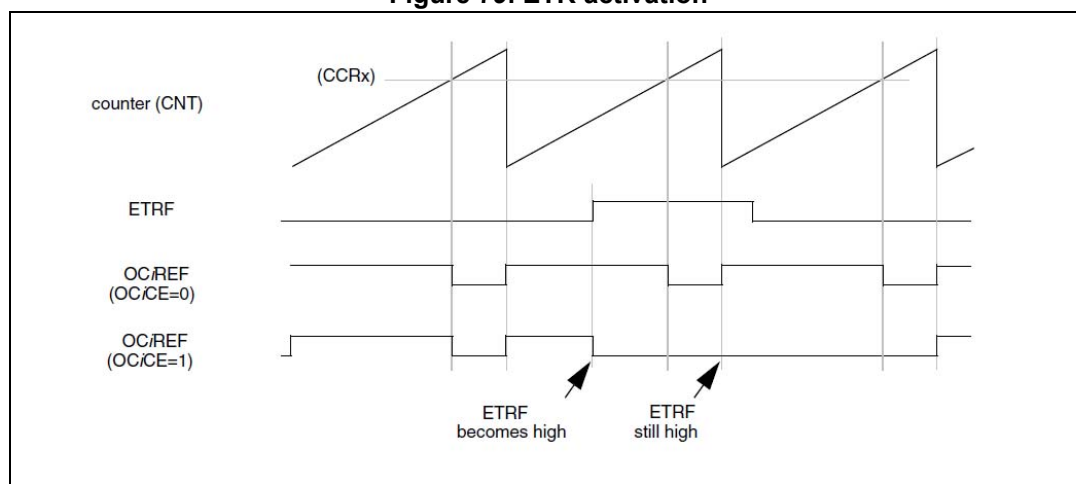 Figure 70. ETR activation
(CCRx)
counter (CNT)
ETRF
OCiREF
(OCiCE=0)
OCiREF
(OCiCE=1)
ETRF
becomes high
ETRF
still high